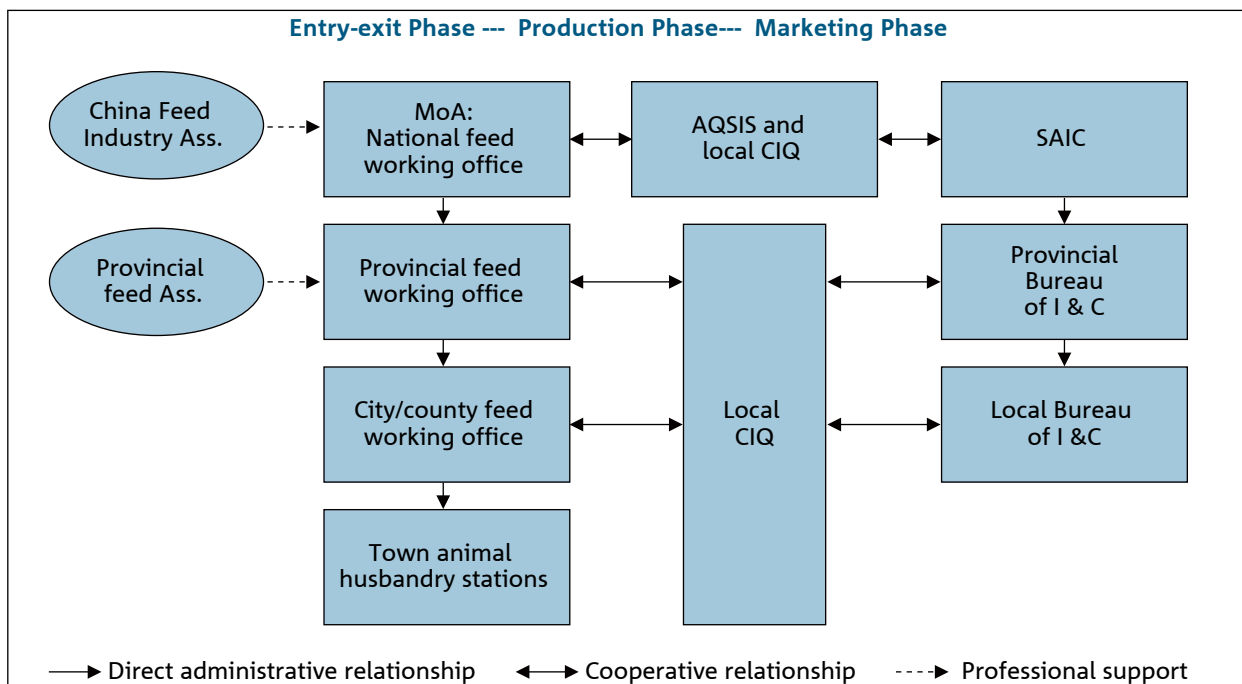 Entry-exit Phase --- Production Phase--- Marketing Phase
China Feed
Industry Ass.
MoA:
National feed
working office
AQSIS and
local CIQ
SAIC
Provincial
feed Ass.
Provincial feed
working office
Provincial
Bureau
of I & C
City/county feed
working office
Local
CIQ
Local Bureau
of I &C
Town animal
husbandry stations
Direct administrative relationship
Cooperative relationship
Professional support